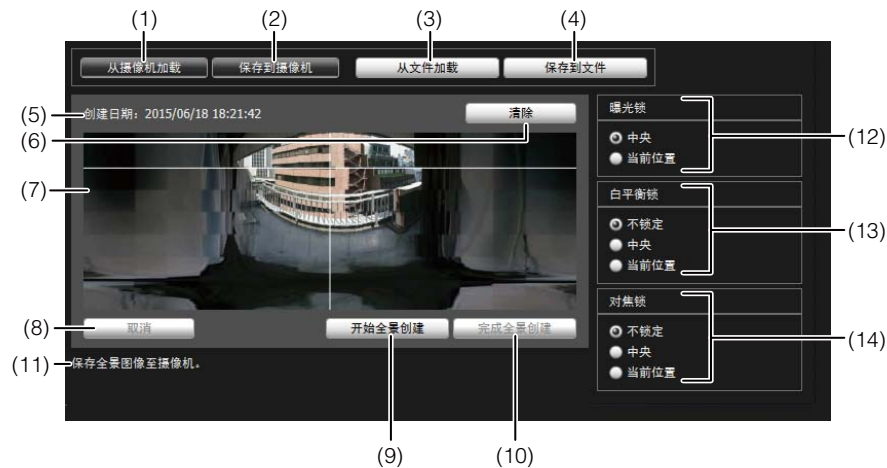 (1)
(2)
(3)
(4)
从摄像机加载
保存到摄像机
从文件加载
保存到文件
(5)
创建日期：2015/06/18 18:21:42
清除
曝光锁
(6)
中央
当前位置
(12)
(7)
白平衡锁
不锁定
中央
当前位置
(13)
对焦锁
(8)
取消
开始全景创建
完成全景创建
不锁定
中央
当前位置
(14)
(11)
保存全景图像至摄像机。
(9)
(10)